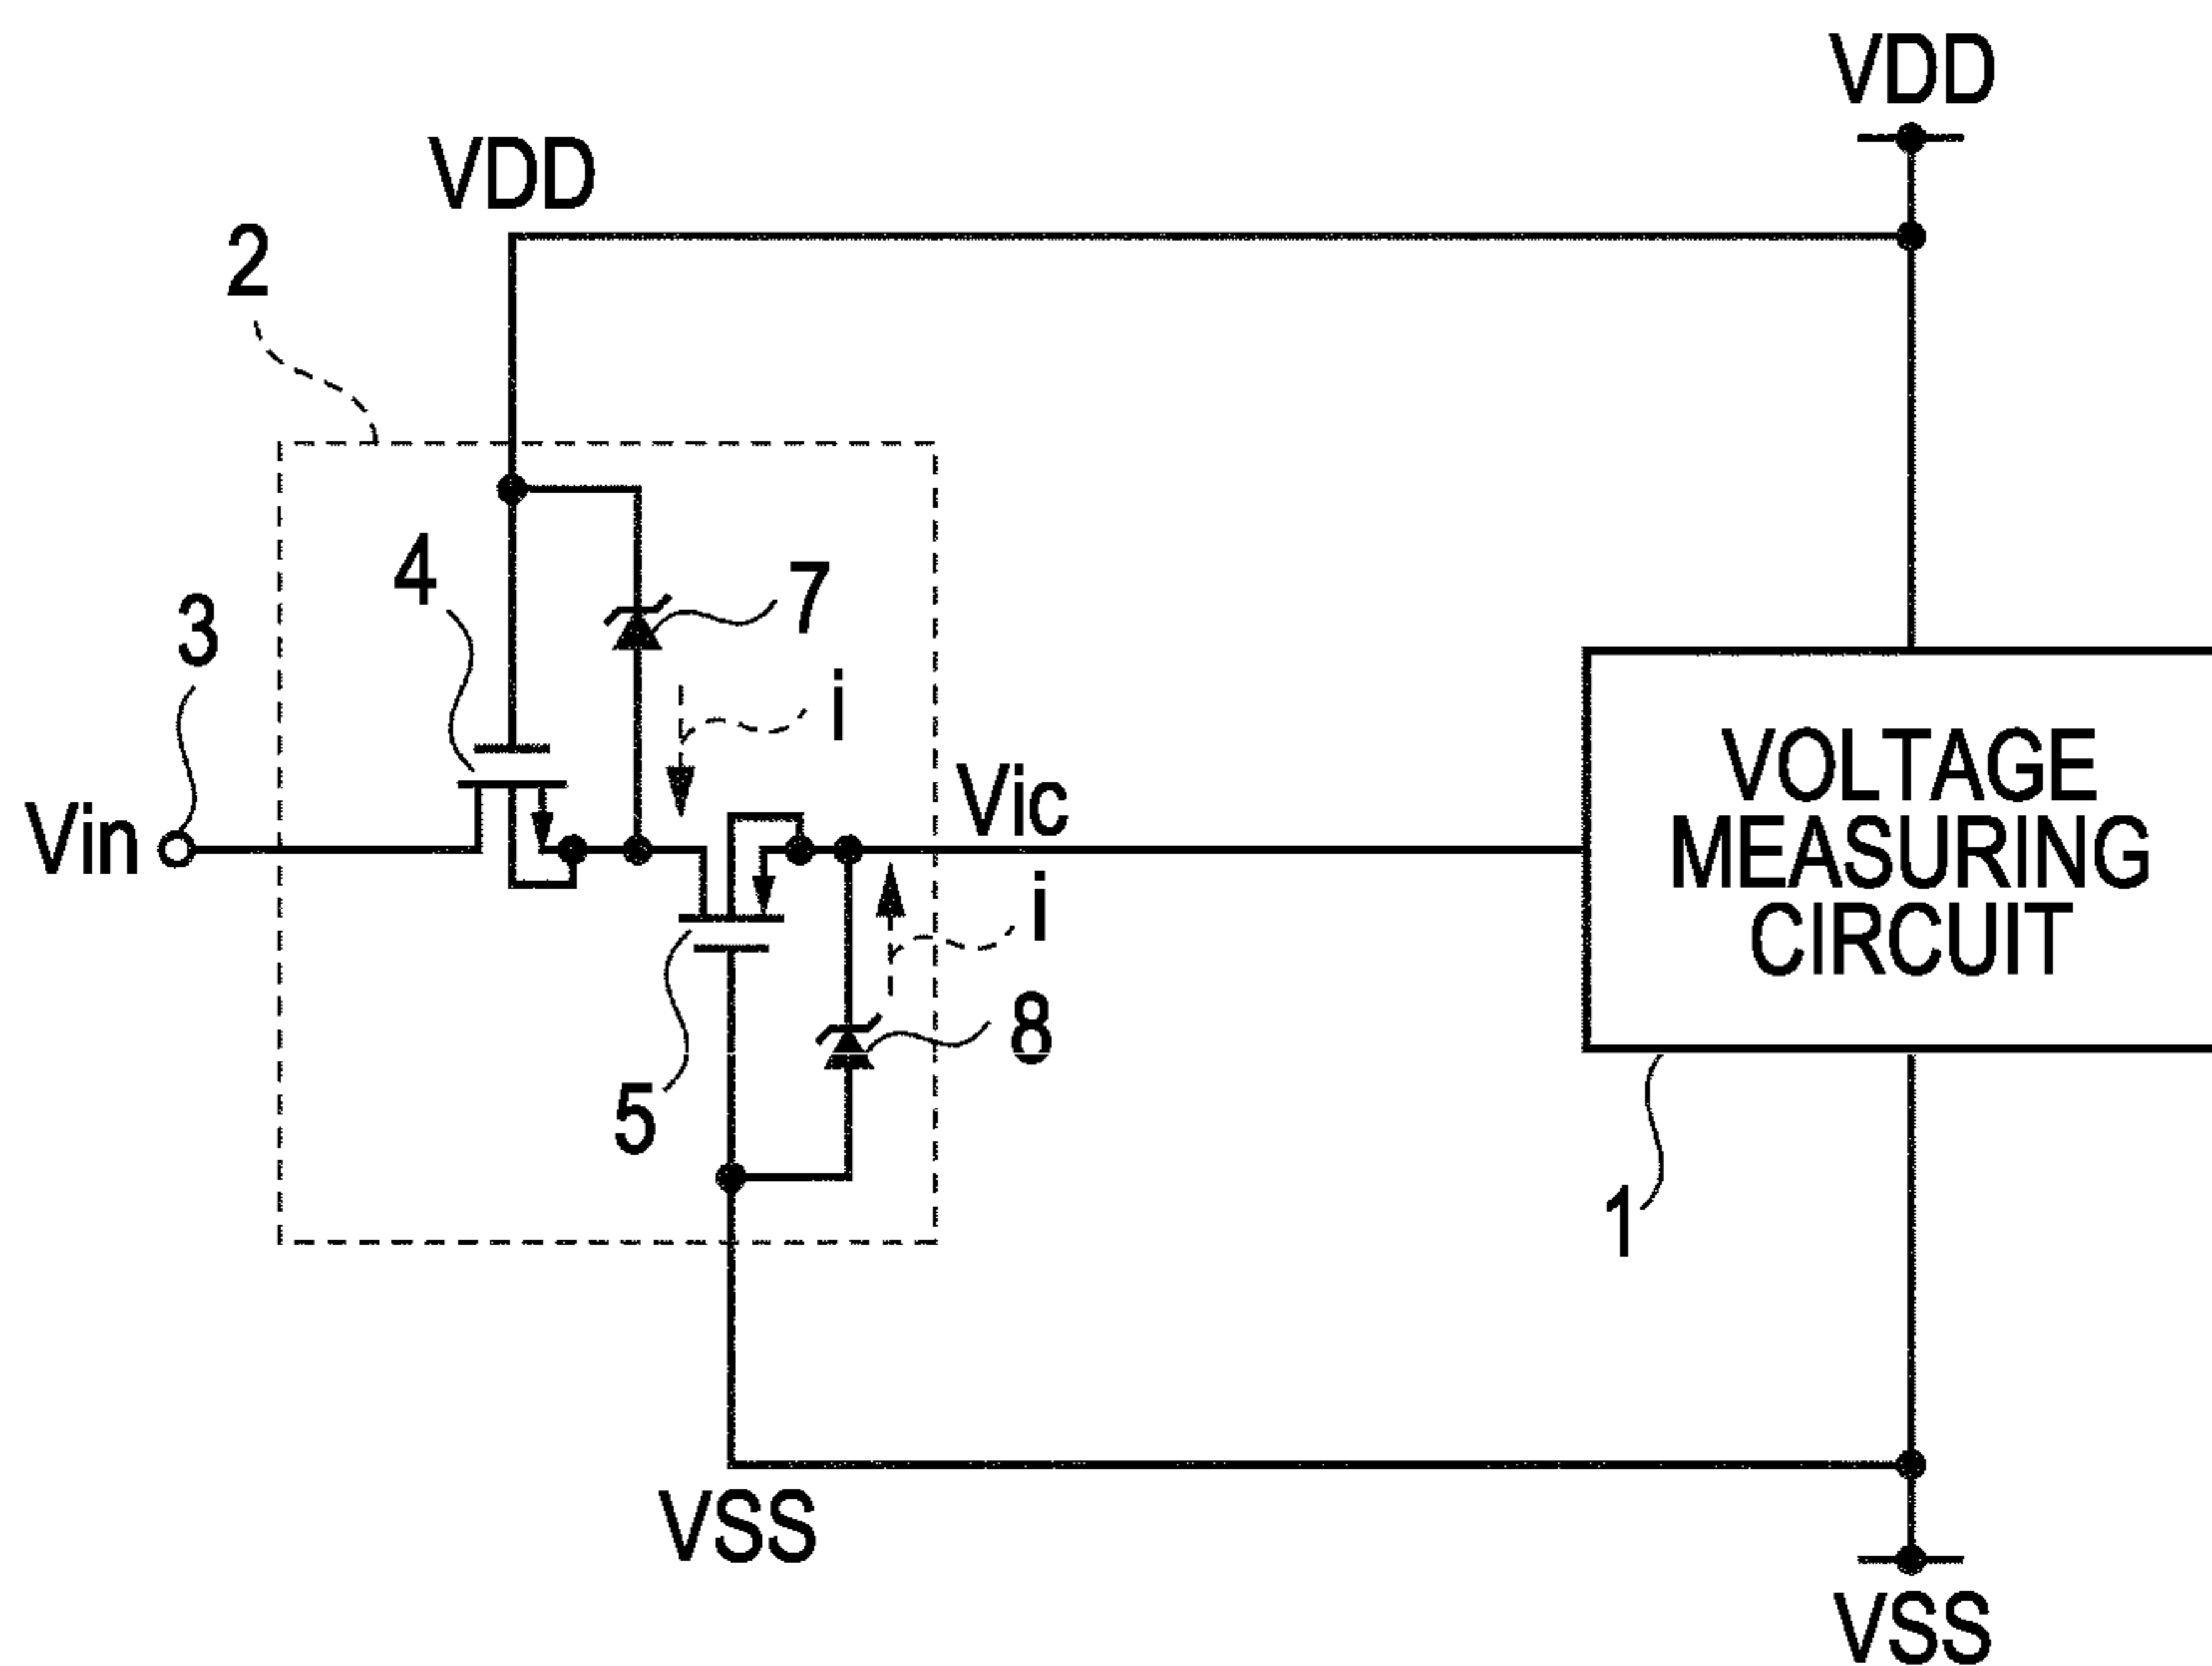 VDD
VDD
2
4
7
3
i
Vin
Vic
VOLTAGE
MEASURING
CIRCUIT
i
8
5
1
VSS
VSS